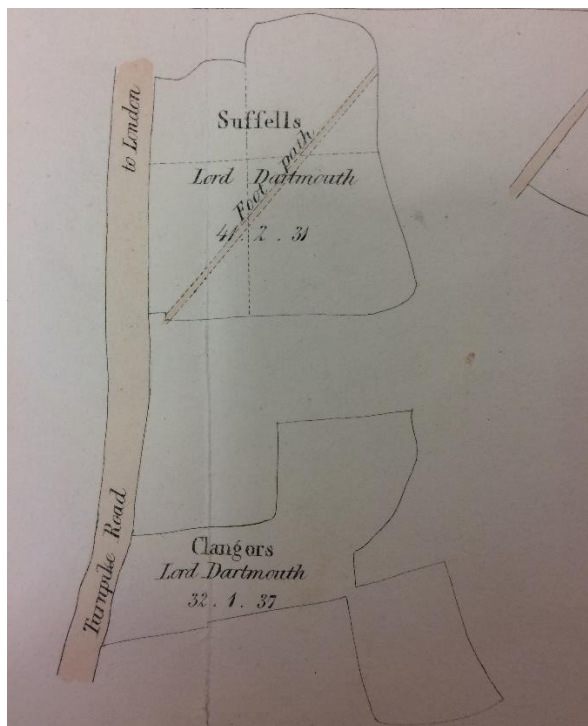 to London
Suffells
Lord Dartmouth
Foot path
41 . 2 . 31
Clangors
Lord Dartmouth
32 . 1 . 37
Turnpike Road